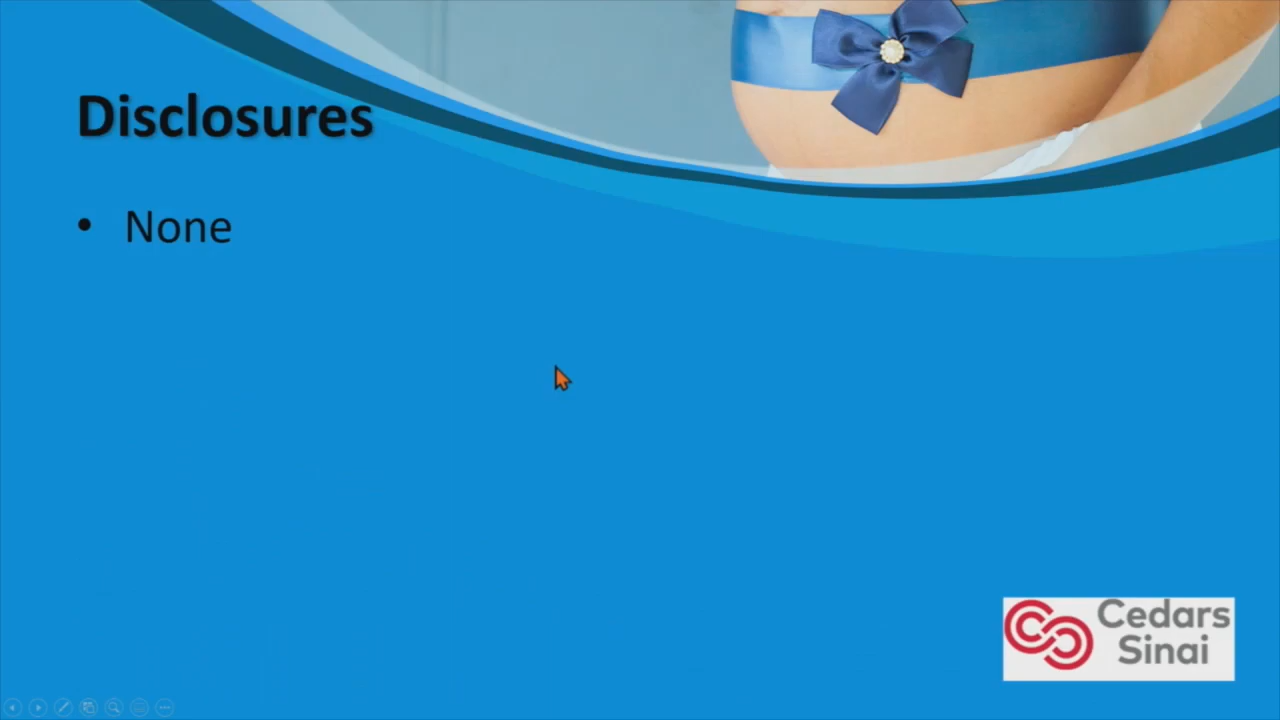 Disclosures
• None
Cedars
Sinai